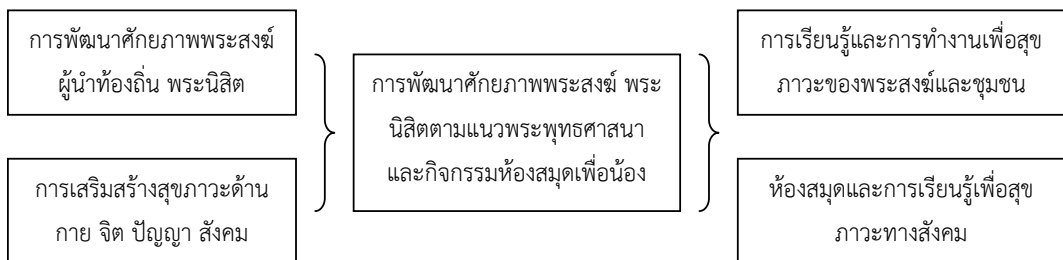 การพัฒนาศักยภาพพระสงฆ์
ผู้นำท้องถิ่น พระนิสิต
การเสริมสร้างสุขภาวะด้าน
กาย จิต ปัญญา สังคม
การพัฒนาศักยภาพพระสงฆ์ พระ
นิสิตตามแนวพระพุทธศาสนา
และกิจกรรมห้องสมุดเพื่อน้อง
การเรียนรู้และการทำงานเพื่อสุข
ภาวะของพระสงฆ์และชุมชน
ห้องสมุดและการเรียนรู้เพื่อสุข
ภาวะทางสังคม